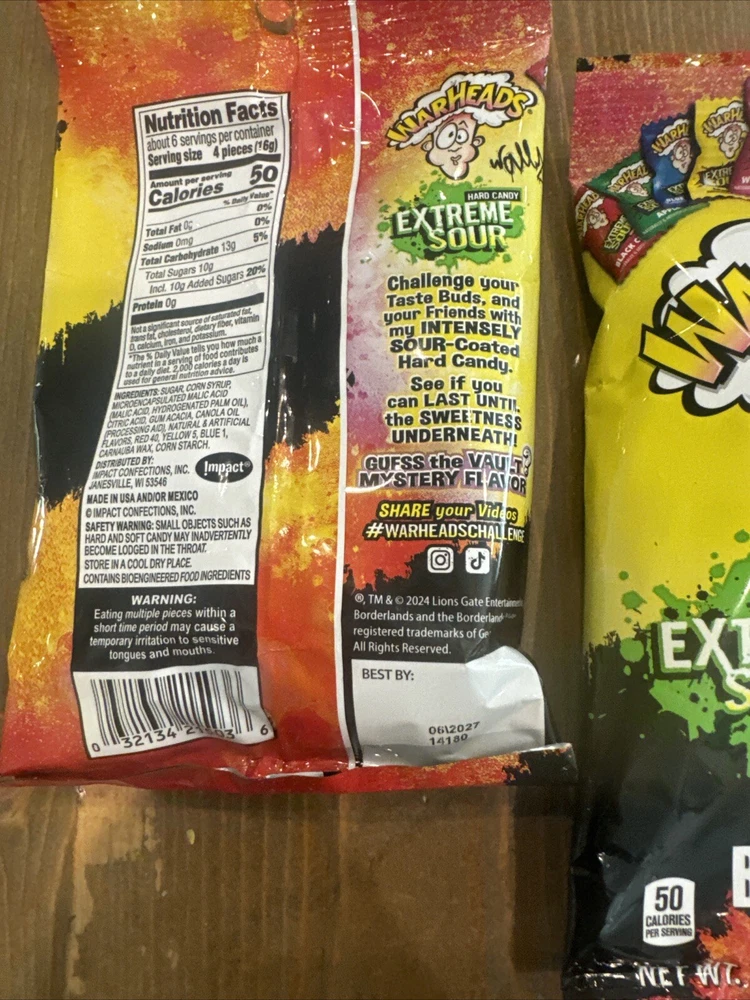 Nutrition Facts
about 6 servings per container
Serving size 4 pieces (16g)
Amount per serving
Calories 50
% Daily Value*
0%
Total Fat 0g 0%
Sodium 0mg 5%
Total Carbohydrate 13g
Total Sugars 10g
Incl. 10g Added Sugars 20%
Protein 0g
Not a significant source of saturated fat,
trans fat, cholesterol, dietary fiber, vitamin
D, calcium, iron, and potassium.
*The % Daily Value tells you how much a
nutrient in a serving of food contributes
to a daily diet. 2,000 calories a day is
used for general nutrition advice.
INGREDIENTS: SUGAR, CORN SYRUP,
MICROENCAPSULATED MALIC ACID
(MALIC ACID, HYDROGENATED PALM OIL),
CITRIC ACID, GUM ACACIA, CANOLA OIL
(PROCESSING AID), NATURAL & ARTIFICIAL
FLAVORS, RED 40, YELLOW 5, BLUE 1,
CARNAUBA WAX, CORN STARCH.
DISTRIBUTED BY:
IMPACT CONFECTIONS, INC.
JANESVILLE, WI 53546
!mpact®
MADE IN USA AND/OR MEXICO
© IMPACT CONFECTIONS, INC.
SAFETY WARNING: SMALL OBJECTS SUCH AS
HARD AND SOFT CANDY MAY INADVERTENTLY
BECOME LODGED IN THE THROAT.
STORE IN A COOL DRY PLACE.
CONTAINS BIOENGINEERED FOOD INGREDIENTS
WARNING:
Eating multiple pieces within a
short time period may cause a
temporary irritation to sensitive
tongues and mouths.
0 32134 6
WARHEADS
Wally
HARD CANDY
EXTREME
SOUR
Challenge your
Taste Buds, and
your Friends with
my INTENSELY
SOUR-Coated
Hard Candy.
See if you
can LAST UNTIL
the SWEETNESS
UNDERNEATH!
GUESS the VAULT
MYSTERY FLAVOR
SHARE your Videos
#WARHEADSCHALLENGE
®, TM & © 2024 Lions Gate Entertainment
Borderlands and the Borderlands
registered trademarks of Ge
All Rights Reserved.
BEST BY:
06\2027
14180
WARHEADS
BLACK C
WA
EXT
S
B
50
CALORIES
PER SERVING
NET WT.